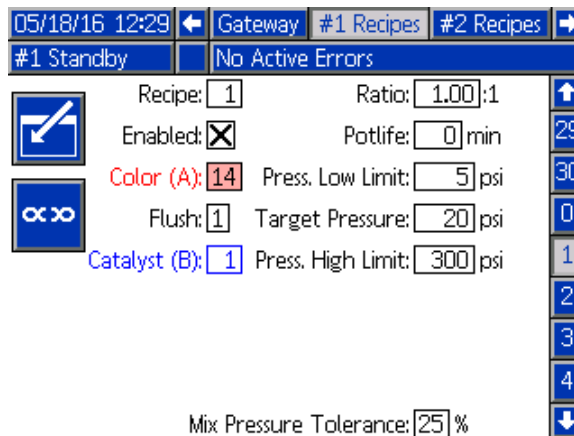 05/18/16 12:29 Gateway #1 Recipes #2 Recipes
#1 Standby No Active Errors
Recipe: 1 Ratio: 1.00 :1
Enabled: X Potlife: 0 min 29
Color (A): 14 Press. Low Limit: 5 psi 30
Flush: 1 Target Pressure: 20 psi 0
Catalyst (B): 1 Press. High Limit: 300 psi 1
2
3
4
Mix Pressure Tolerance: 25 %